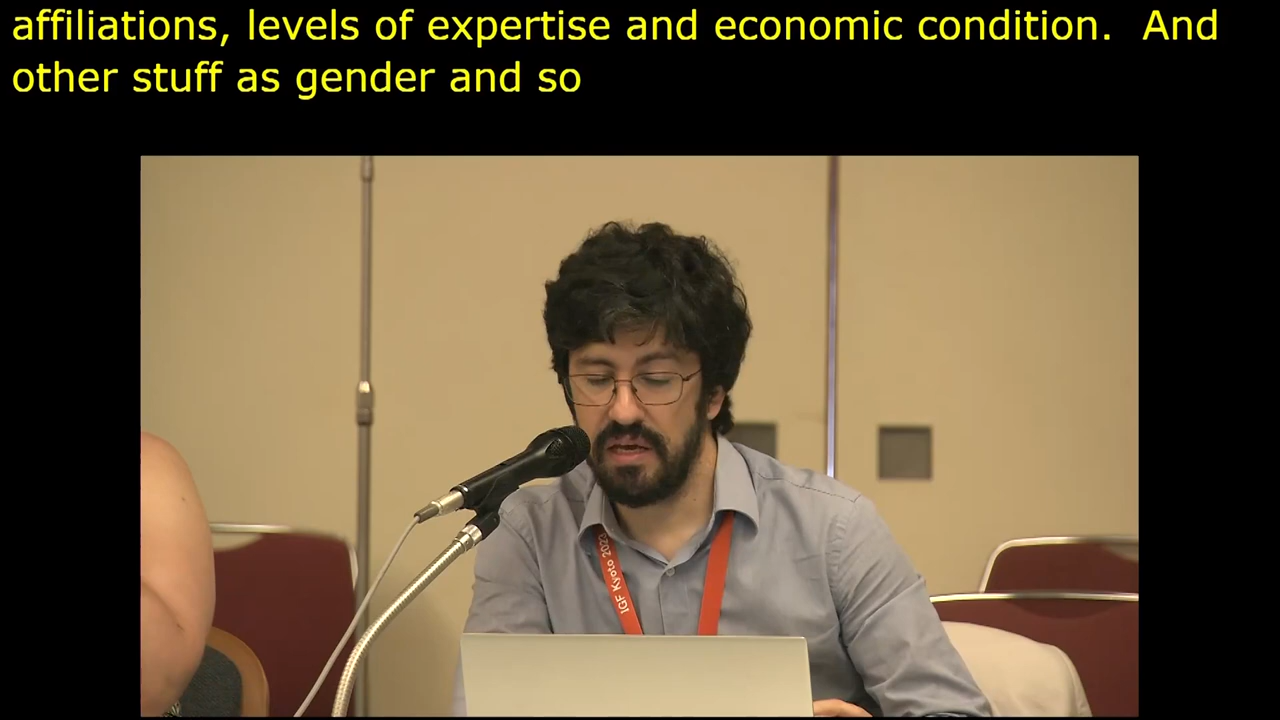 affiliations, levels of expertise and economic condition.  And
other stuff as gender and so
IGF Kyoto 2023